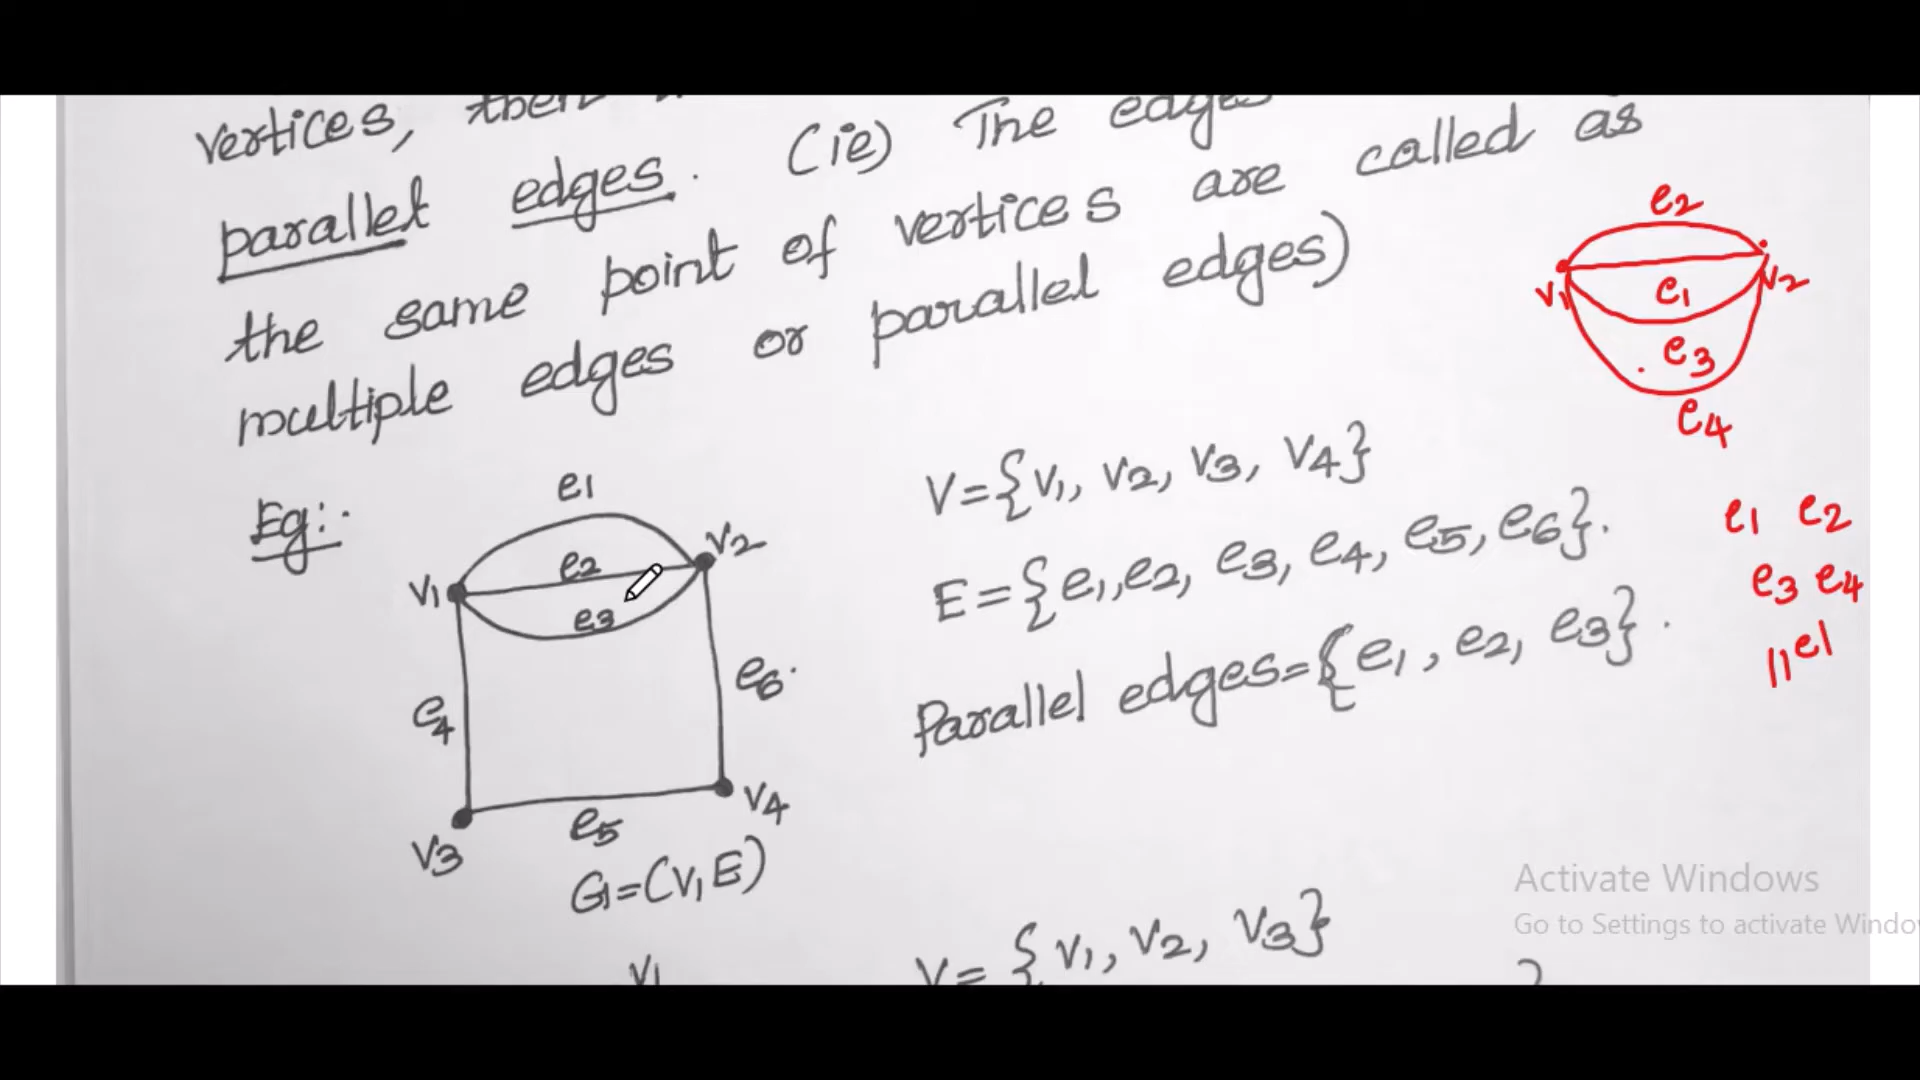 vertices, then
parallel edges. (ie) The edges
the same point of vertices are called as
multiple edges or parallel edges)
e2
v1 e1 v2
e3
e4
Eg:-
e1
v1 e2 v2
e3
e4 e6.
v3 e5 v4
G=(V,E)
V={v1, v2, v3, v4}
E={e1,e2, e3, e4, e5, e6}.
Parallel edges={e1, e2, e3}.
e1 e2
e3 e4
||el
v1
V= {v1, v2, v3}
Activate Windows
Go to Settings to activate Windo